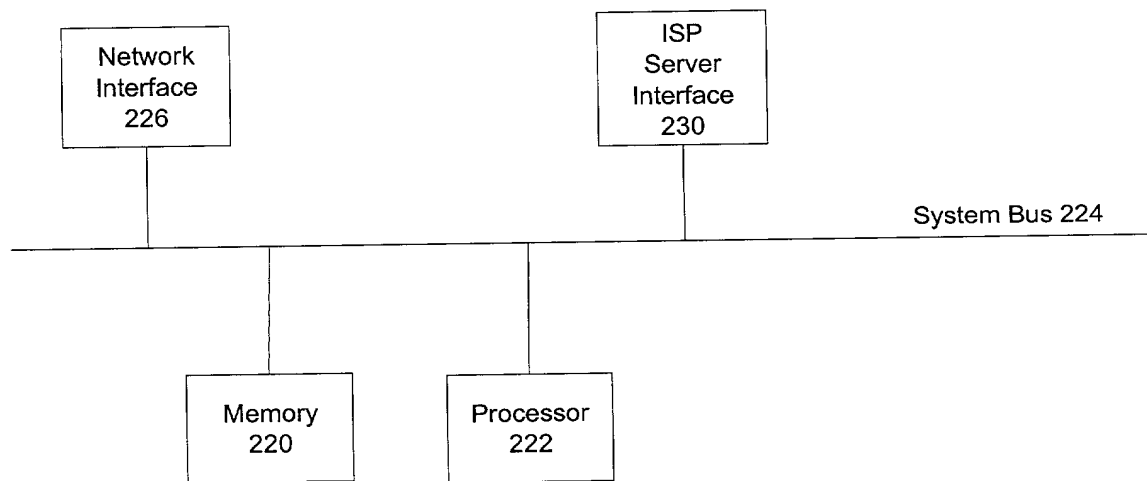 Network
Interface
226
ISP
Server
Interface
230
System Bus 224
Memory
220
Processor
222